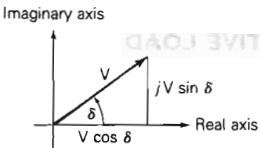 Imaginary axis
V
jV sin δ
δ
Real axis
V cos δ